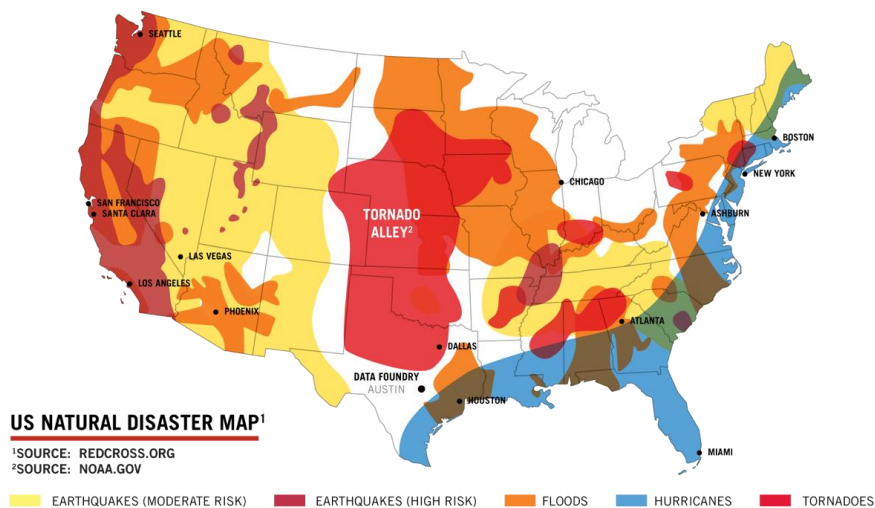 SEATTLE
BOSTON
NEW YORK
CHICAGO
SAN FRANCISCO
SANTA CLARA
ASHBURN
TORNADO
ALLEY²
LAS VEGAS
LOS ANGELES
PHOENIX
ATLANTA
DALLAS
DATA FOUNDRY
AUSTIN
HOUSTON
MIAMI
US NATURAL DISASTER MAP¹
¹SOURCE: REDCROSS.ORG
²SOURCE: NOAA.GOV
EARTHQUAKES (MODERATE RISK) EARTHQUAKES (HIGH RISK) FLOODS HURRICANES TORNADOES